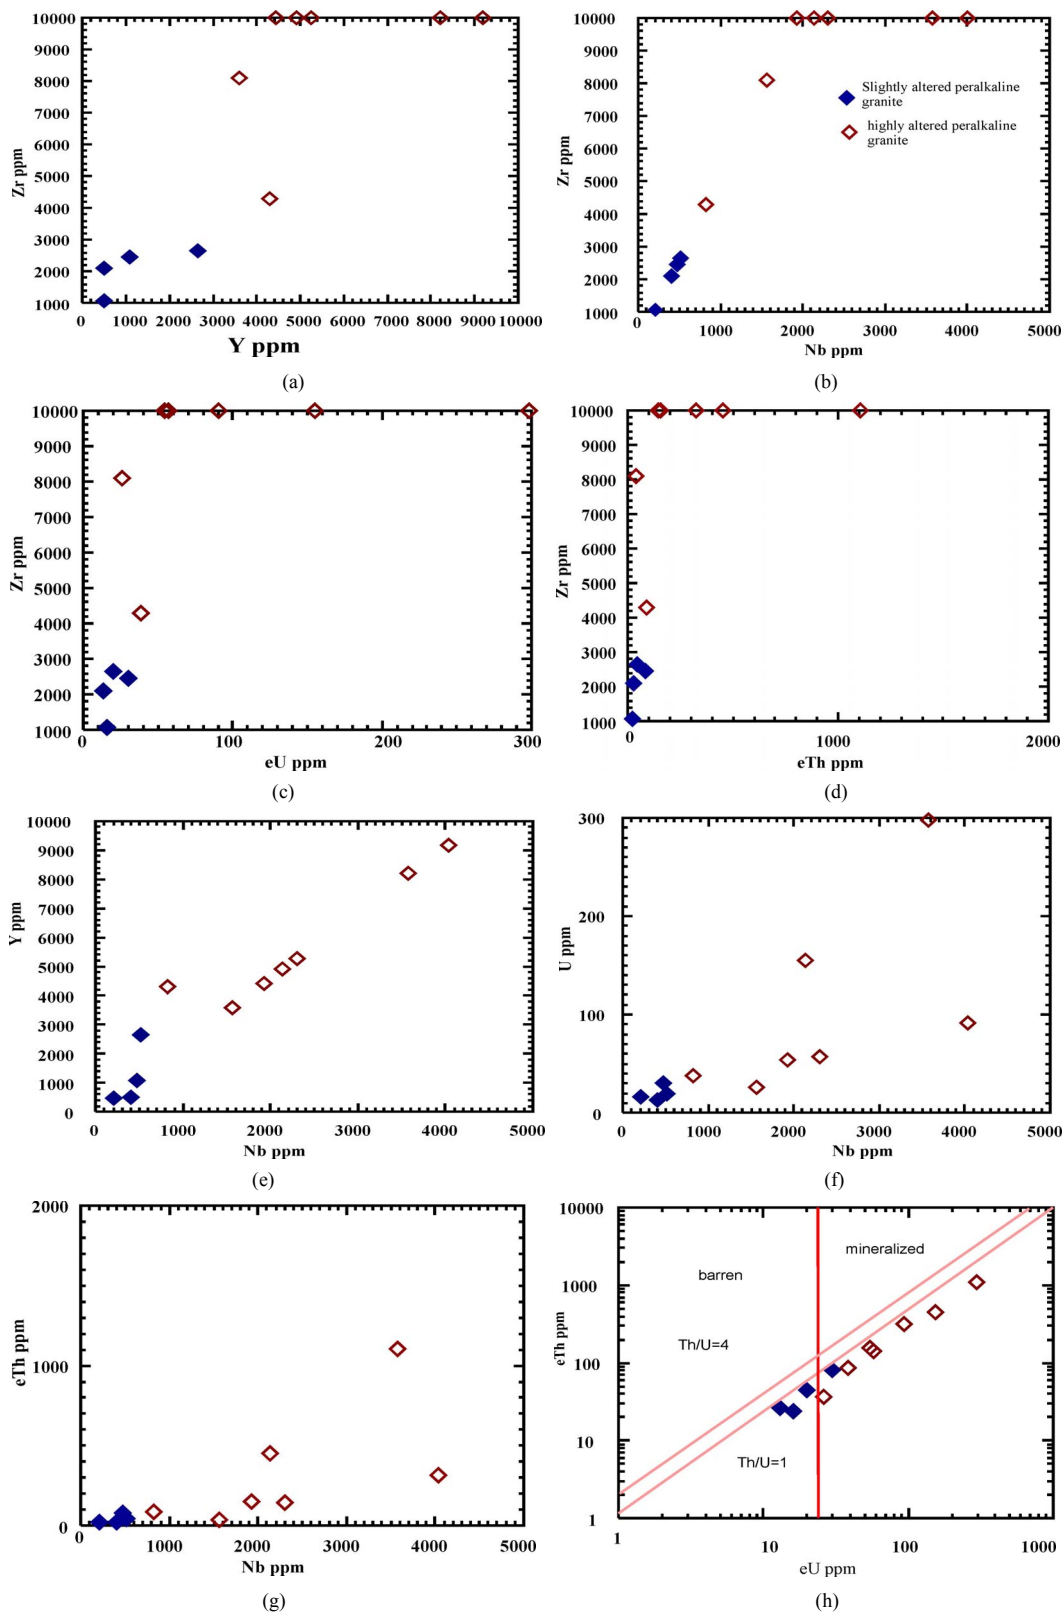 10000
9000
8000
7000
6000
5000
4000
3000
2000
1000
Zr ppm
0 1000 2000 3000 4000 5000 6000 7000 8000 9000 10000
Y ppm
(a)
10000
9000
8000
7000
6000
5000
4000
3000
2000
1000
Zr ppm
Slightly altered peralkaline
granite
highly altered peralkaline
granite
0 1000 2000 3000 4000 5000
Nb ppm
(b)
10000
9000
8000
7000
6000
5000
4000
3000
2000
1000
Zr ppm
0 100 200 300
eU ppm
(c)
10000
9000
8000
7000
6000
5000
4000
3000
2000
1000
Zr ppm
0 1000 2000
eTh ppm
(d)
10000
9000
8000
7000
6000
5000
4000
3000
2000
1000
0
Y ppm
0 1000 2000 3000 4000 5000
Nb ppm
(e)
300
200
100
0
U ppm
0 1000 2000 3000 4000 5000
Nb ppm
(f)
2000
1000
0
eTh ppm
0 1000 2000 3000 4000 5000
Nb ppm
(g)
10000
1000
100
10
1
eTh ppm
mineralized
barren
Th/U=4
Th/U=1
1 10 100 1000
eU ppm
(h)